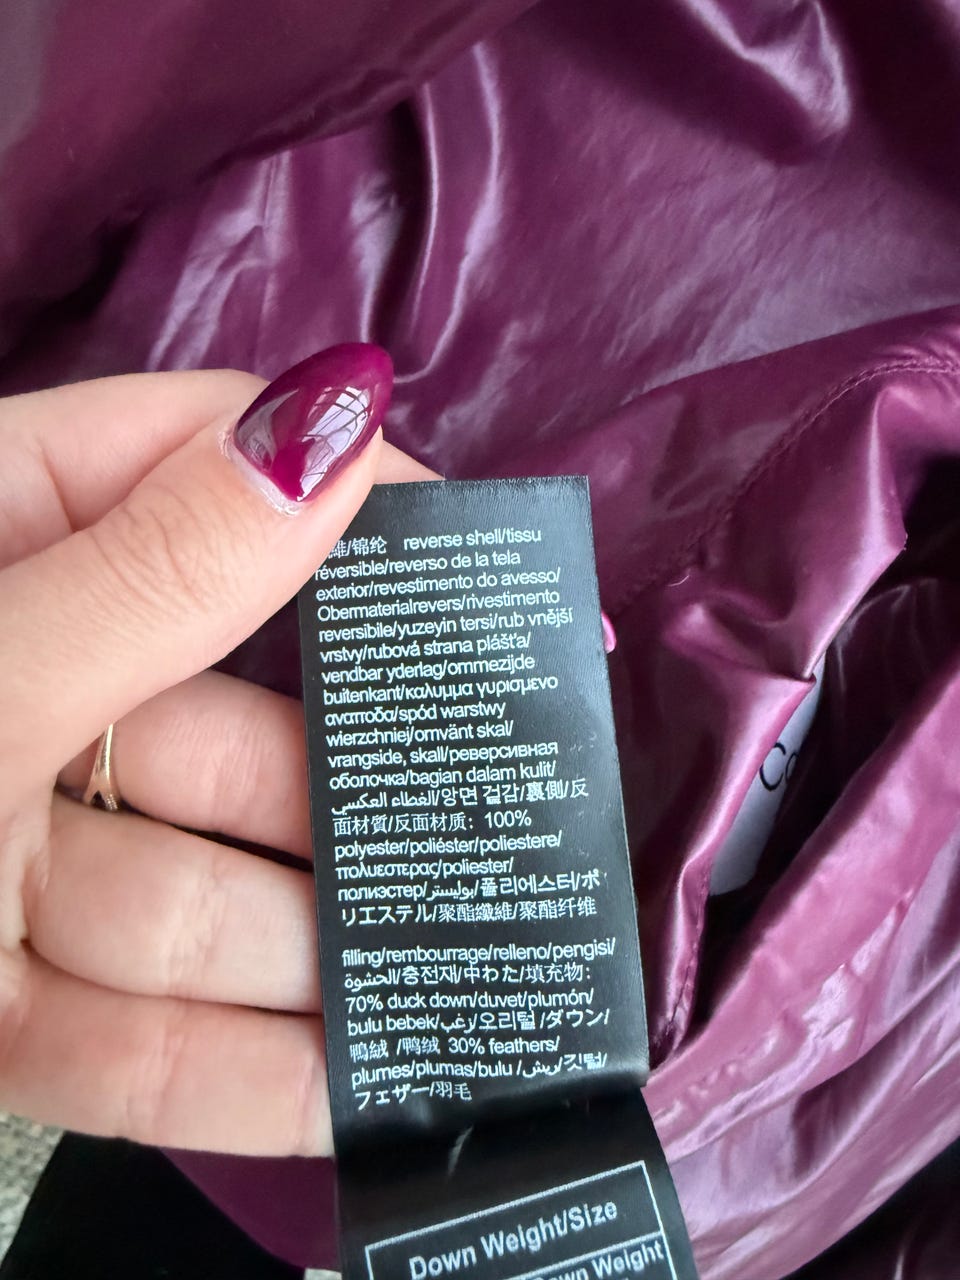 /锦纶 reverse shell/tissu
réversible/reverso de la tela
exterior/revestimento do avesso/
Obermaterialrevers/rivestimento
reversibile/yuzeyin tersi/rub vnější
vrstvy/rubová strana plášťa/
vendbar yderlag/ommezijde
buitenkant/καλυμμα γυρισμενο
αναποδα/spód warstwy
wierzchniej/omvänt skal/
vrangside, skall/реверсивная
оболочка/bagian dalam kulit/
الغطاء العكسي/앙면 겉감/裏側/反
面材質/反面材质: 100%
polyester/poliéster/poliestere/
πολυεστερας/poliester/
полиэстер/بوليستر/폴리에스터/ポ
リエステル/聚酯纖維/聚酯纤维
filling/rembourrage/relleno/pengisi/
الحشوة/충전재/中わた/填充物:
70% duck down/duvet/plumón/
bulu bebek/زغب/오리털/ダウン/
鴨絨 /鸭绒 30% feathers/
plumes/plumas/bulu /ريش/깃털/
フェザー/羽毛
Down Weight/Size
Down Weight